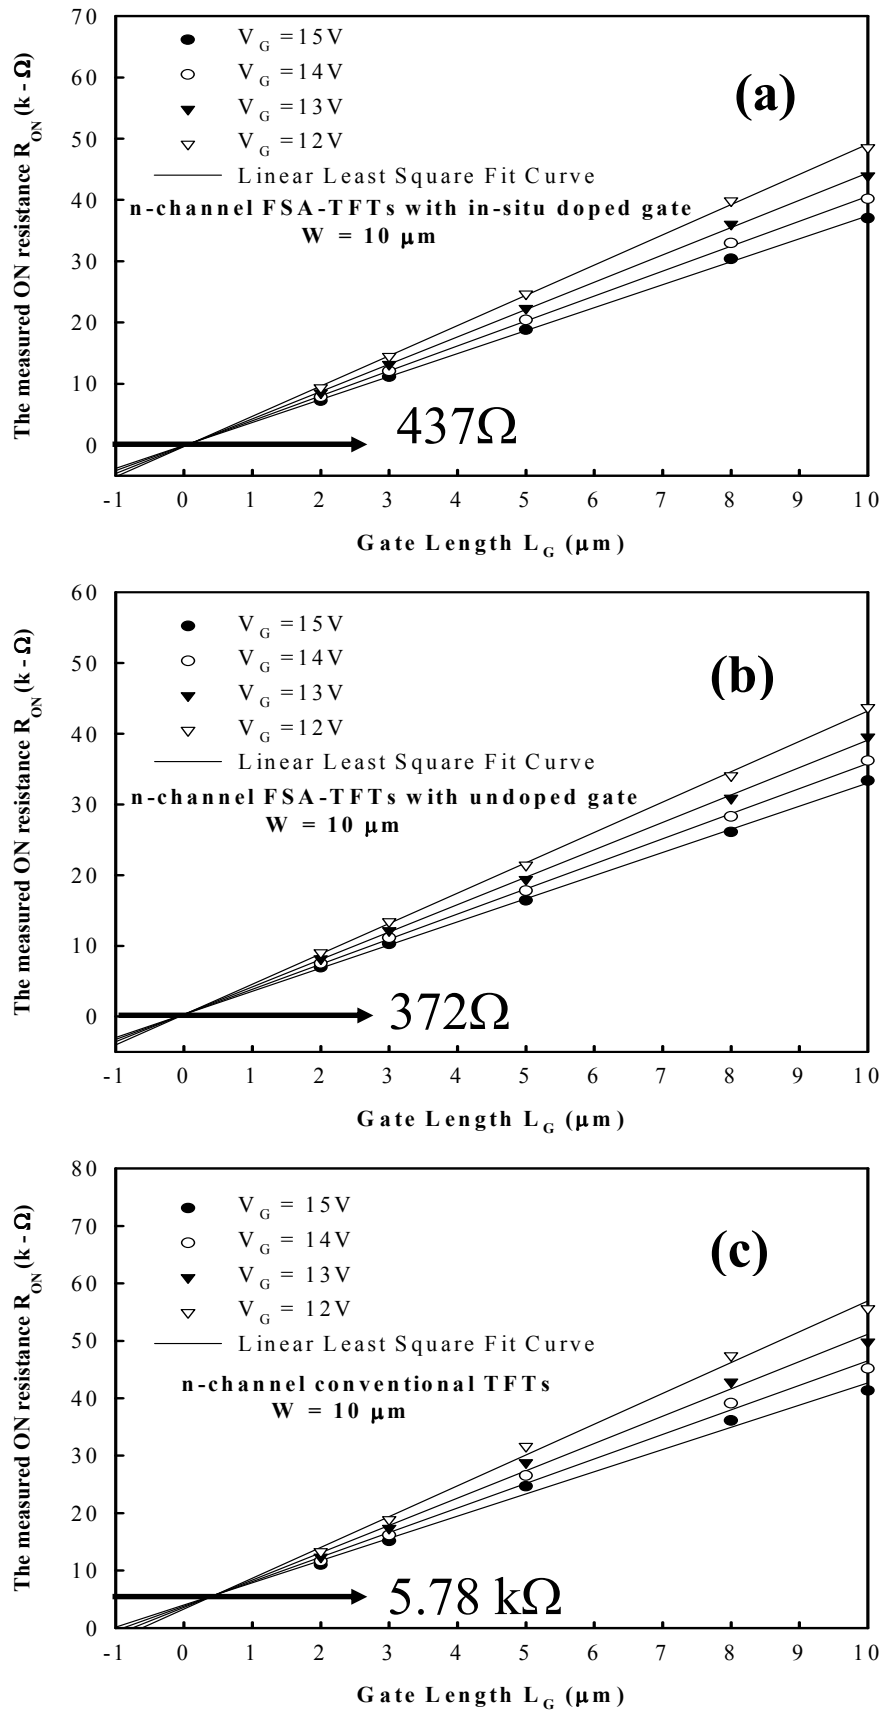 The measured ON resistance R_ON (k - Ω)
70
60
50
40
30
20
10
0
V_G =15V
V_G =14V
V_G =13V
V_G =12V
Linear Least Square Fit Curve
n-channel FSA-TFTs with in-situ doped gate
W = 10 μm
(a)
437Ω
-1 0 1 2 3 4 5 6 7 8 9 10
Gate Length L_G (μm)
The measured ON resistance R_ON (k - Ω)
60
50
40
30
20
10
0
V_G =15V
V_G =14V
V_G =13V
V_G =12V
Linear Least Square Fit Curve
n-channel FSA-TFTs with undoped gate
W = 10 μm
(b)
372Ω
-1 0 1 2 3 4 5 6 7 8 9 10
Gate Length L_G (μm)
The measured ON resistance R_ON (k - Ω)
80
70
60
50
40
30
20
10
0
V_G = 15V
V_G = 14V
V_G = 13V
V_G = 12V
Linear Least Square Fit Curve
n-channel conventional TFTs
W = 10 μm
(c)
5.78 kΩ
-1 0 1 2 3 4 5 6 7 8 9 10
Gate Length L_G (μm)